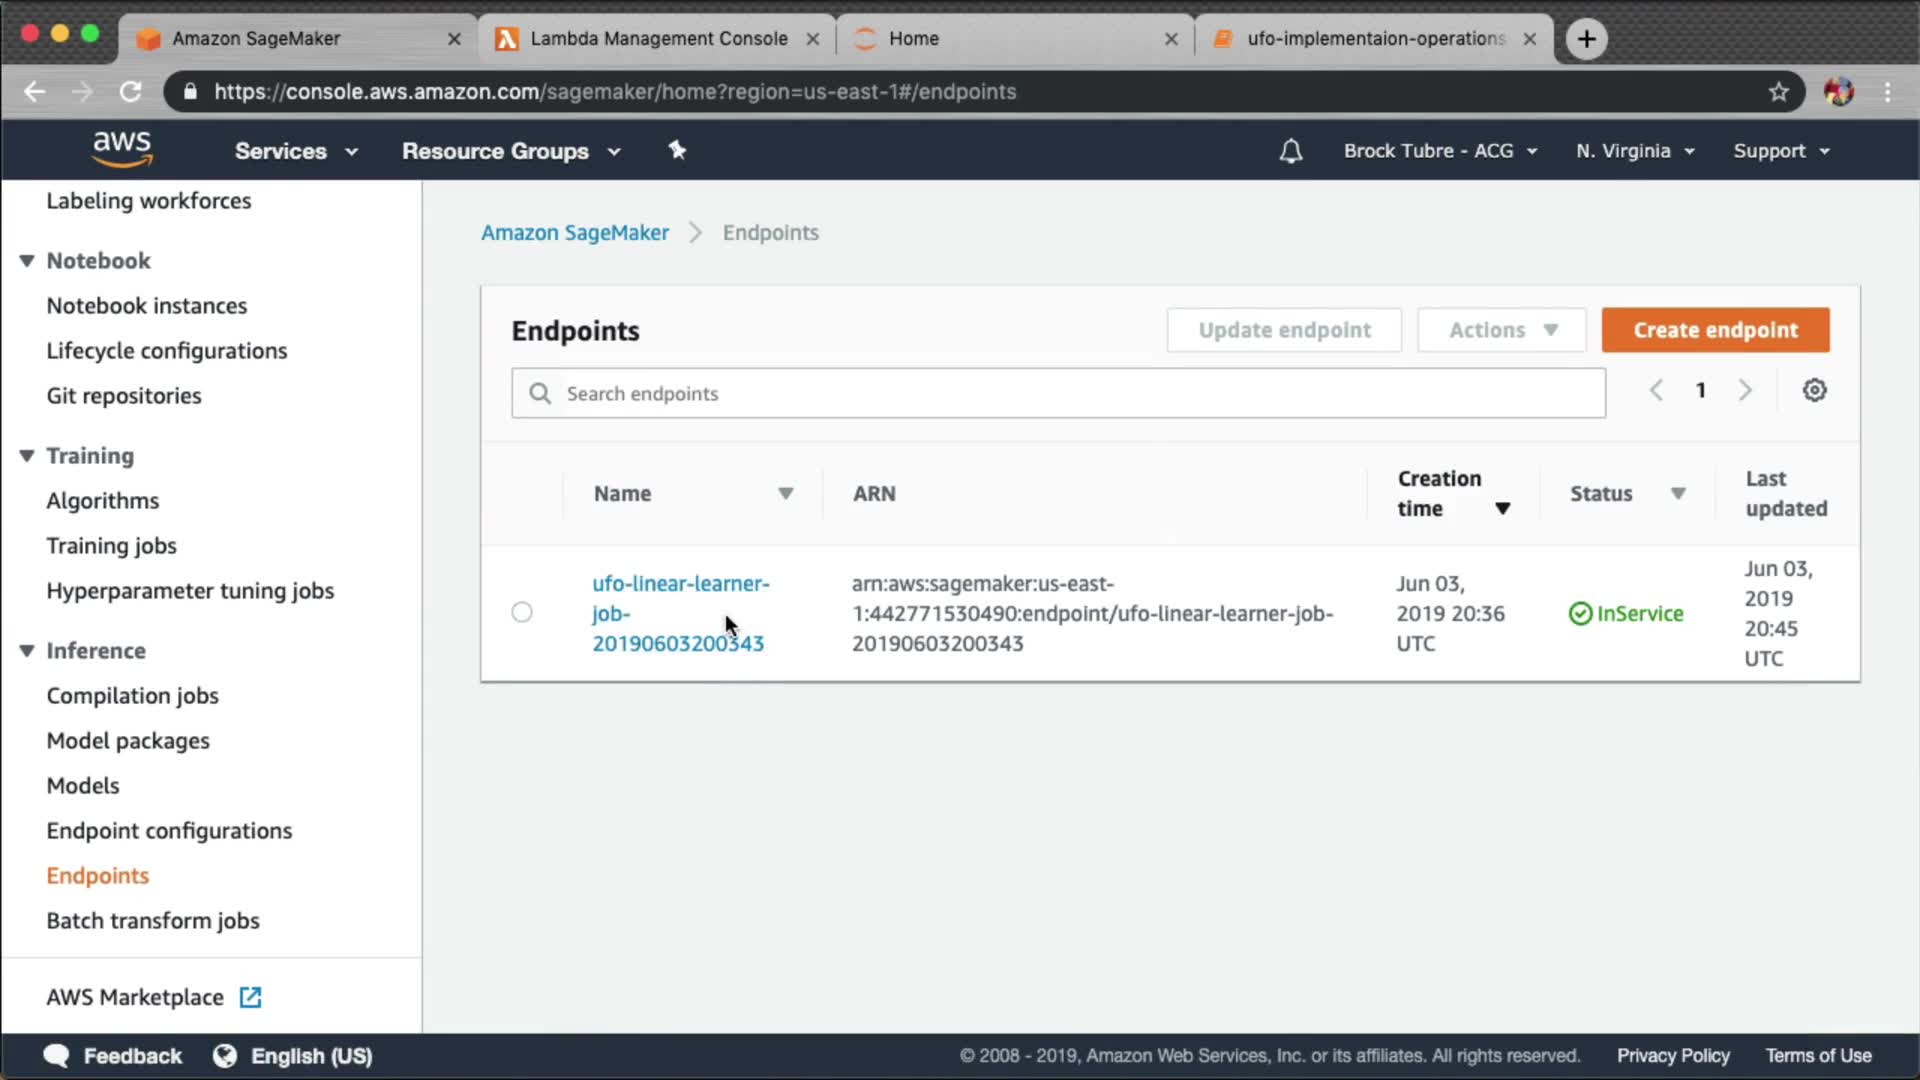 Amazon SageMaker
Lambda Management Console
Home
ufo-implementaion-operations
https://console.aws.amazon.com/sagemaker/home?region=us-east-1#/endpoints
aws
Services
Resource Groups
Brock Tubre - ACG
N. Virginia
Support
Labeling workforces
Notebook
Notebook instances
Lifecycle configurations
Git repositories
Training
Algorithms
Training jobs
Hyperparameter tuning jobs
Inference
Compilation jobs
Model packages
Models
Endpoint configurations
Endpoints
Batch transform jobs
AWS Marketplace
Amazon SageMaker > Endpoints
Endpoints
Update endpoint
Actions
Create endpoint
Search endpoints
1
Name
ARN
Creation
time
Status
Last
updated
ufo-linear-learner-
job-
20190603200343
arn:aws:sagemaker:us-east-
1:442771530490:endpoint/ufo-linear-learner-job-
20190603200343
Jun 03,
2019 20:36
UTC
InService
Jun 03,
2019
20:45
UTC
Feedback
English (US)
© 2008 - 2019, Amazon Web Services, Inc. or its affiliates. All rights reserved.
Privacy Policy
Terms of Use